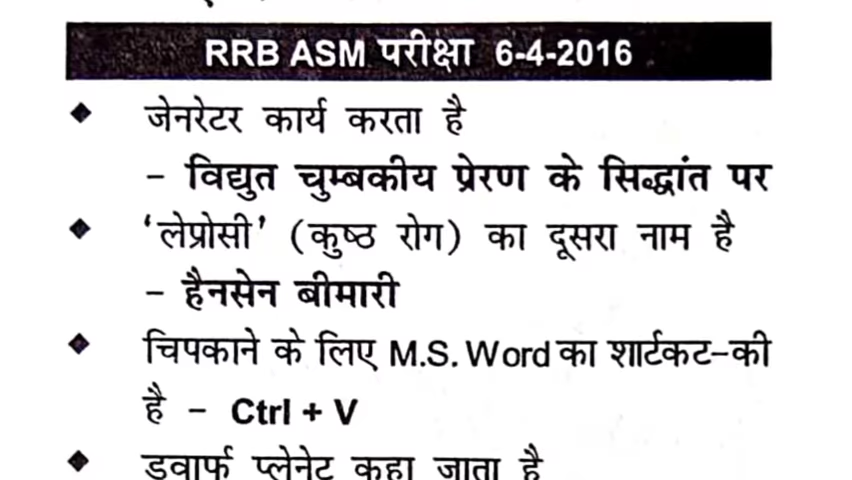 RRB ASM परीक्षा 6-4-2016
◆ जेनरेटर कार्य करता है
– विद्युत चुम्बकीय प्रेरण के सिद्धांत पर
◆ 'लेप्रोसी' (कुष्ठ रोग) का दूसरा नाम है
– हैनसेन बीमारी
◆ चिपकाने के लिए M.S. Word का शार्टकट-की
है – Ctrl + V
◆ ड्वार्फ प्लेनेट कहा जाता है